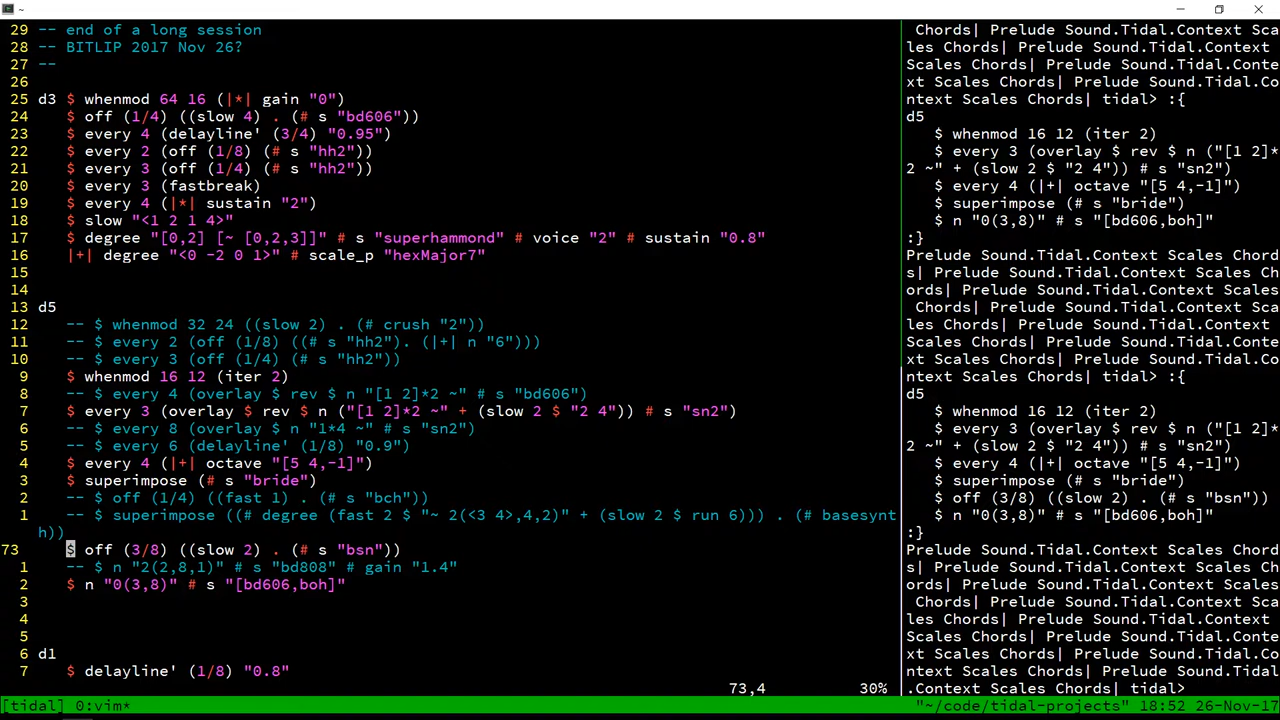 ~
29 -- end of a long session
28 -- BITLIP 2017 Nov 26?
27 --
26
25 d3 $ whenmod 64 16 (|*| gain "0")
24 $ off (1/4) ((slow 4) . (# s "bd606"))
23 $ every 4 (delayline' (3/4) "0.95")
22 $ every 2 (off (1/8) (# s "hh2"))
21 $ every 3 (off (1/4) (# s "hh2"))
20 $ every 3 (fastbreak)
19 $ every 4 (|*| sustain "2")
18 $ slow "<1 2 1 4>"
17 $ degree "[0,2] [~ [0,2,3]]" # s "superhammond" # voice "2" # sustain "0.8"
16 |+| degree "<0 -2 0 1>" # scale_p "hexMajor7"
15
14
13 d5
12 -- $ whenmod 32 24 ((slow 2) . (# crush "2"))
11 -- $ every 2 (off (1/8) ((# s "hh2"). (|+| n "6")))
10 -- $ every 3 (off (1/4) (# s "hh2"))
9 $ whenmod 16 12 (iter 2)
8 -- $ every 4 (overlay $ rev $ n "[1 2]*2 ~" # s "bd606")
7 $ every 3 (overlay $ rev $ n ("[1 2]*2 ~" + (slow 2 $ "2 4")) # s "sn2")
6 -- $ every 8 (overlay $ n "1*4 ~" # s "sn2")
5 -- $ every 6 (delayline' (1/8) "0.9")
4 $ every 4 (|+| octave "[5 4,-1]")
3 $ superimpose (# s "bride")
2 -- $ off (1/4) ((fast 1) . (# s "bch"))
1 -- $ superimpose ((# degree (fast 2 $ "~ 2(<3 4>,4,2)" + (slow 2 $ run 6))) . (# basesynt
h))
73 $ off (3/8) ((slow 2) . (# s "bsn"))
1 -- $ n "2(2,8,1)" # s "bd808" # gain "1.4"
2 $ n "0(3,8)" # s "[bd606,boh]"
3
4
5
6 d1
7 $ delayline' (1/8) "0.8"
73,4 30%
Chords| Prelude Sound.Tidal.Context Sca
les Chords| Prelude Sound.Tidal.Context
Scales Chords| Prelude Sound.Tidal.Conte
xt Scales Chords| Prelude Sound.Tidal.Co
ntext Scales Chords| tidal> :{
d5
$ whenmod 16 12 (iter 2)
$ every 3 (overlay $ rev $ n ("[1 2]*
2 ~" + (slow 2 $ "2 4")) # s "sn2")
$ every 4 (|+| octave "[5 4,-1]")
$ superimpose (# s "bride")
$ n "0(3,8)" # s "[bd606,boh]"
:}
Prelude Sound.Tidal.Context Scales Chord
s| Prelude Sound.Tidal.Context Scales Ch
ords| Prelude Sound.Tidal.Context Scales
Chords| Prelude Sound.Tidal.Context Sca
les Chords| Prelude Sound.Tidal.Context
Scales Chords| Prelude Sound.Tidal.Conte
xt Scales Chords| Prelude Sound.Tidal.Co
ntext Scales Chords| tidal> :{
d5
$ whenmod 16 12 (iter 2)
$ every 3 (overlay $ rev $ n ("[1 2]*
2 ~" + (slow 2 $ "2 4")) # s "sn2")
$ every 4 (|+| octave "[5 4,-1]")
$ superimpose (# s "bride")
$ off (3/8) ((slow 2) . (# s "bsn"))
$ n "0(3,8)" # s "[bd606,boh]"
:}
Prelude Sound.Tidal.Context Scales Chord
s| Prelude Sound.Tidal.Context Scales Ch
ords| Prelude Sound.Tidal.Context Scales
Chords| Prelude Sound.Tidal.Context Sca
les Chords| Prelude Sound.Tidal.Context
Scales Chords| Prelude Sound.Tidal.Conte
xt Scales Chords| Prelude Sound.Tidal.Co
ntext Scales Chords| Prelude Sound.Tidal
.Context Scales Chords| tidal>
[tidal] 0:vim* "~/code/tidal-projects" 18:52 26-Nov-17